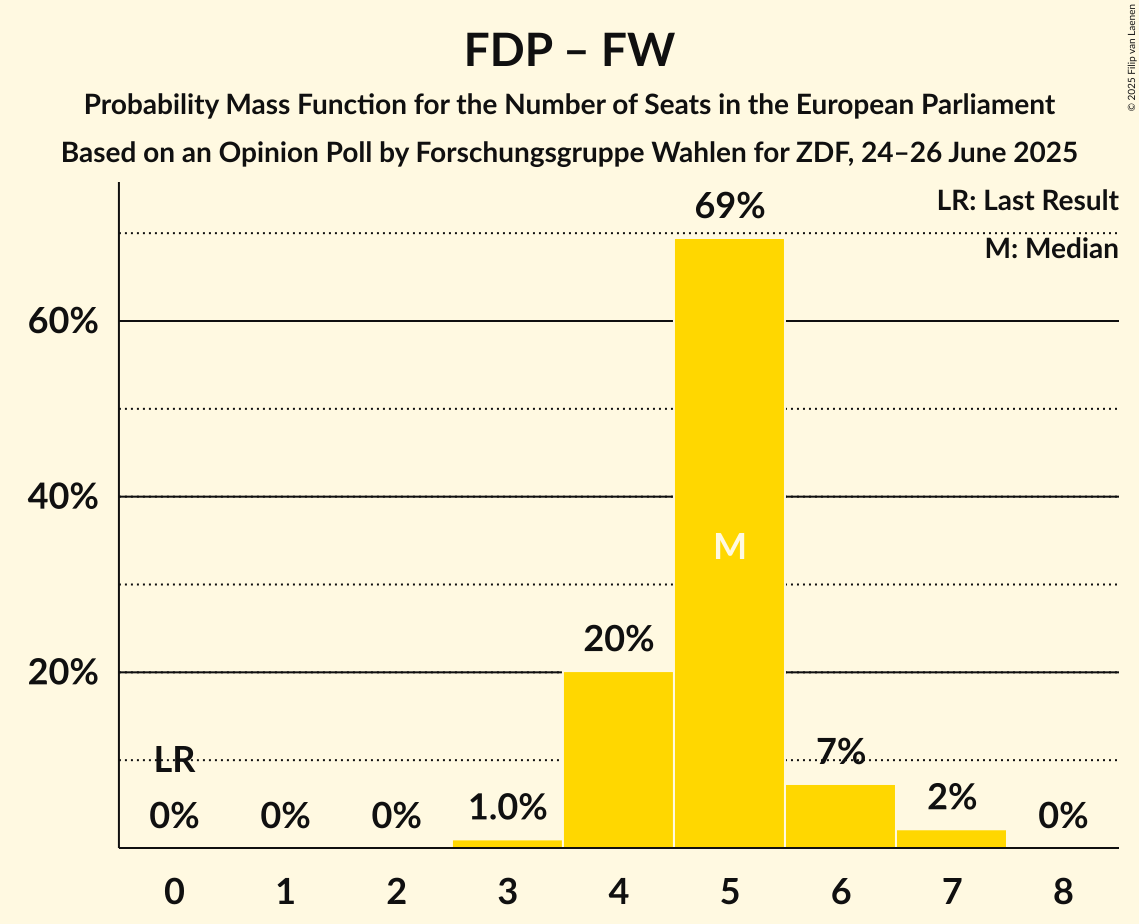 FDP – FW
Probability Mass Function for the Number of Seats in the European Parliament
Based on an Opinion Poll by Forschungsgruppe Wahlen for ZDF, 24–26 June 2025
© 2025 Filip van Laenen
LR: Last Result
M: Median
69%
60%
40%
M
20%
20%
LR
7%
0%
0%
0%
1.0%
2%
0%
0 1 2 3 4 5 6 7 8